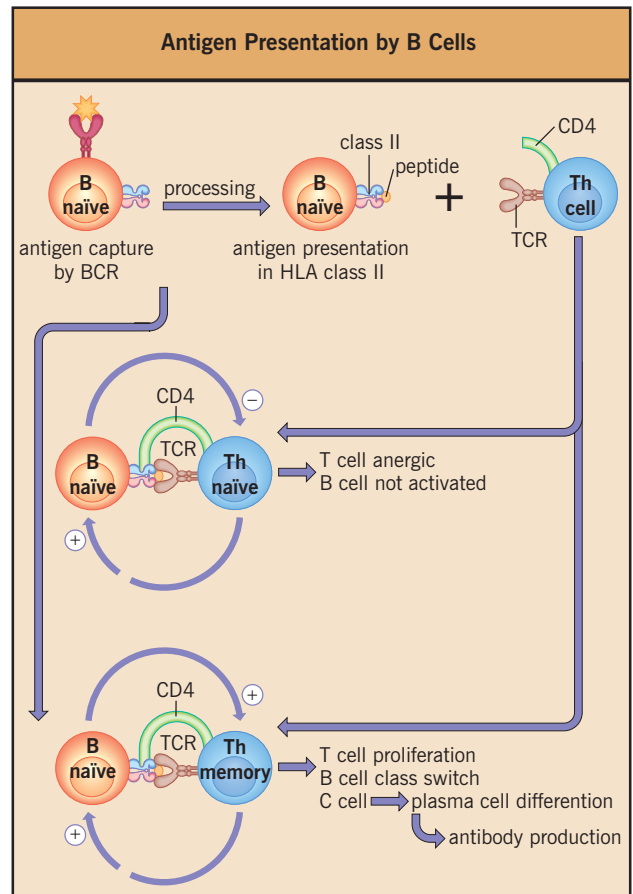 Antigen Presentation by B Cells
B
naïve
antigen capture
by BCR
processing
B
naïve
class II
peptide
antigen presentation
in HLA class II
+
CD4
Th
cell
TCR
CD4
−
B
naïve
TCR
Th
naïve
T cell anergic
B cell not activated
+
CD4
+
B
naïve
TCR
Th
memory
T cell proliferation
B cell class switch
C cell plasma cell differention
antibody production
+